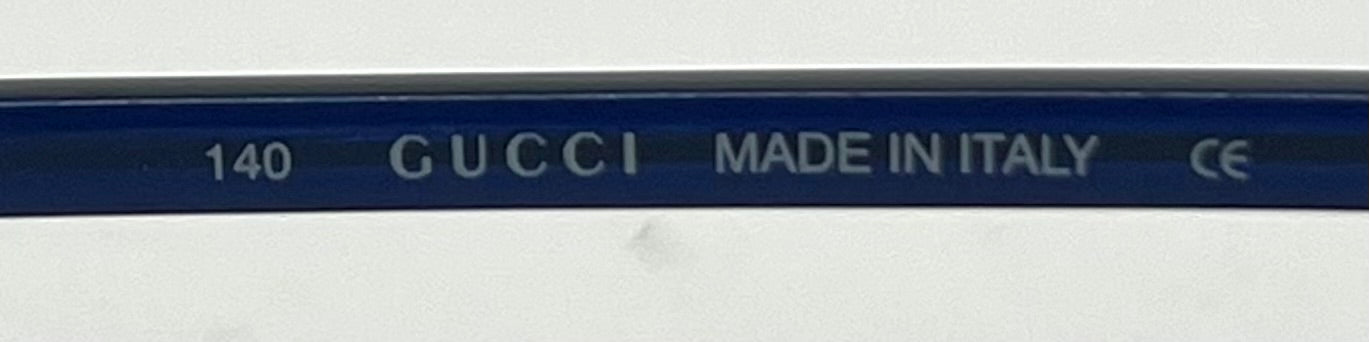 140 GUCCI MADE IN ITALY CE